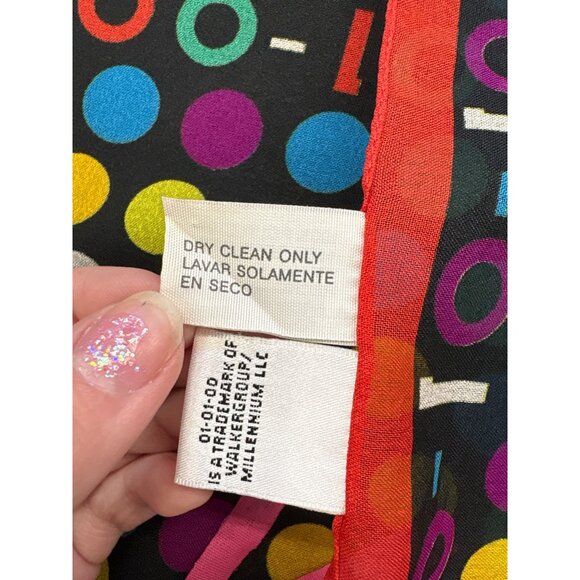 DRY CLEAN ONLY
LAVAR SOLAMENTE
EN SECO
01-01-00
IS A TRADEMARK OF
WALKERGROUP/
MILLENNIUM LLC